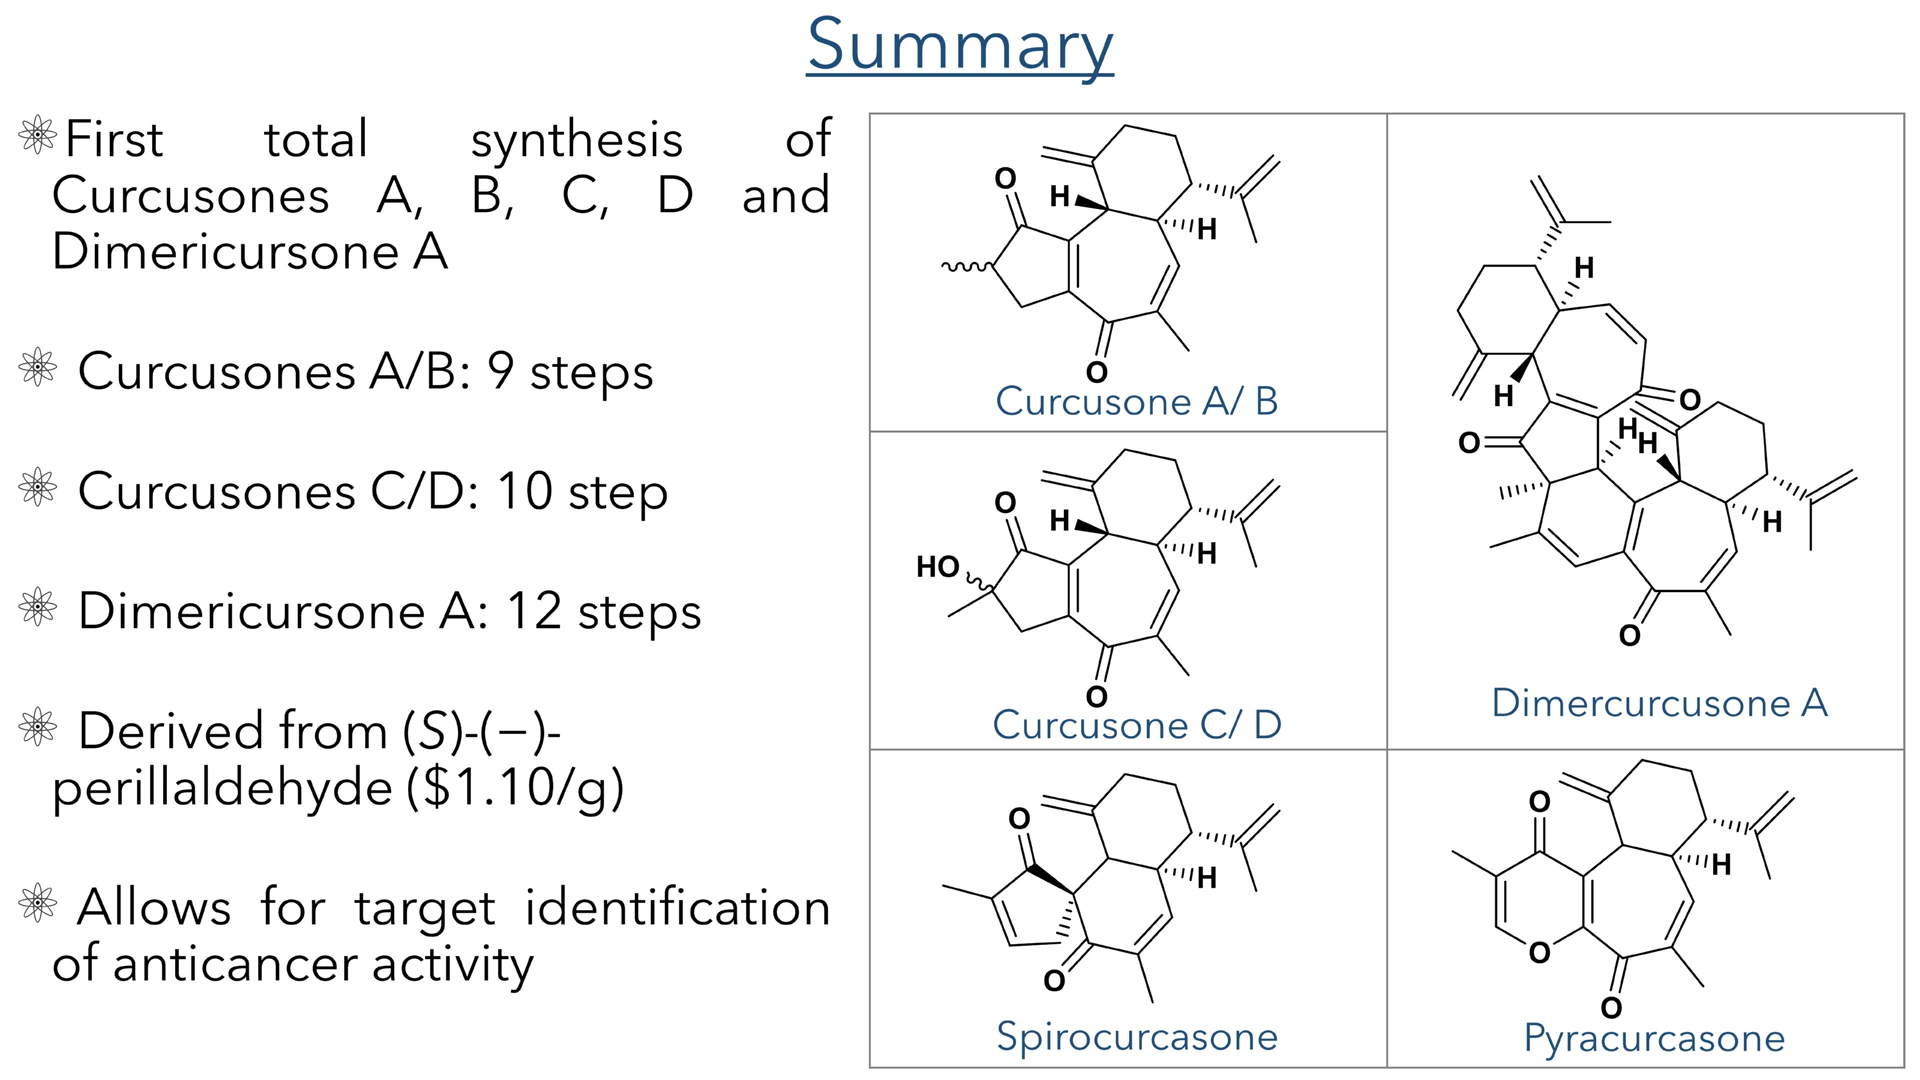 Summary
First total synthesis of
Curcusones A, B, C, D and
Dimericursone A
Curcusones A/B: 9 steps
Curcusones C/D: 10 step
Dimericursone A: 12 steps
Derived from (S)-(−)-
perillaldehyde ($1.10/g)
Allows for target identification
of anticancer activity
O
H
H
O
Curcusone A/ B
O
H
H
HO
O
Curcusone C/ D
H
H
O
O
H
H
H
O
Dimercurcusone A
O
H
O
Spirocurcasone
O
H
O
O
Pyracurcasone